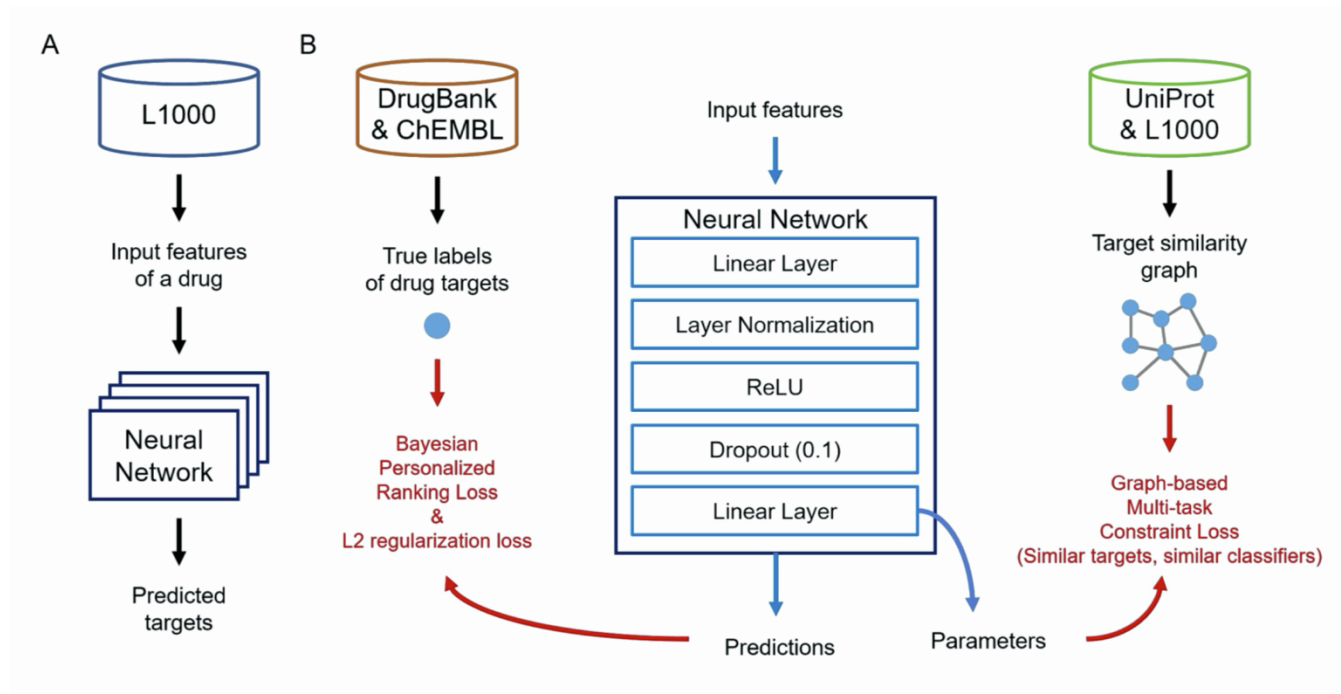 A
L1000
Input features
of a drug
Neural
Network
Predicted
targets
B
DrugBank
& ChEMBL
True labels
of drug targets
Bayesian
Personalized
Ranking Loss
&
L2 regularization loss
Input features
Neural Network
Linear Layer
Layer Normalization
ReLU
Dropout (0.1)
Linear Layer
Predictions
Parameters
UniProt
& L1000
Target similarity
graph
Graph-based
Multi-task
Constraint Loss
(Similar targets, similar classifiers)